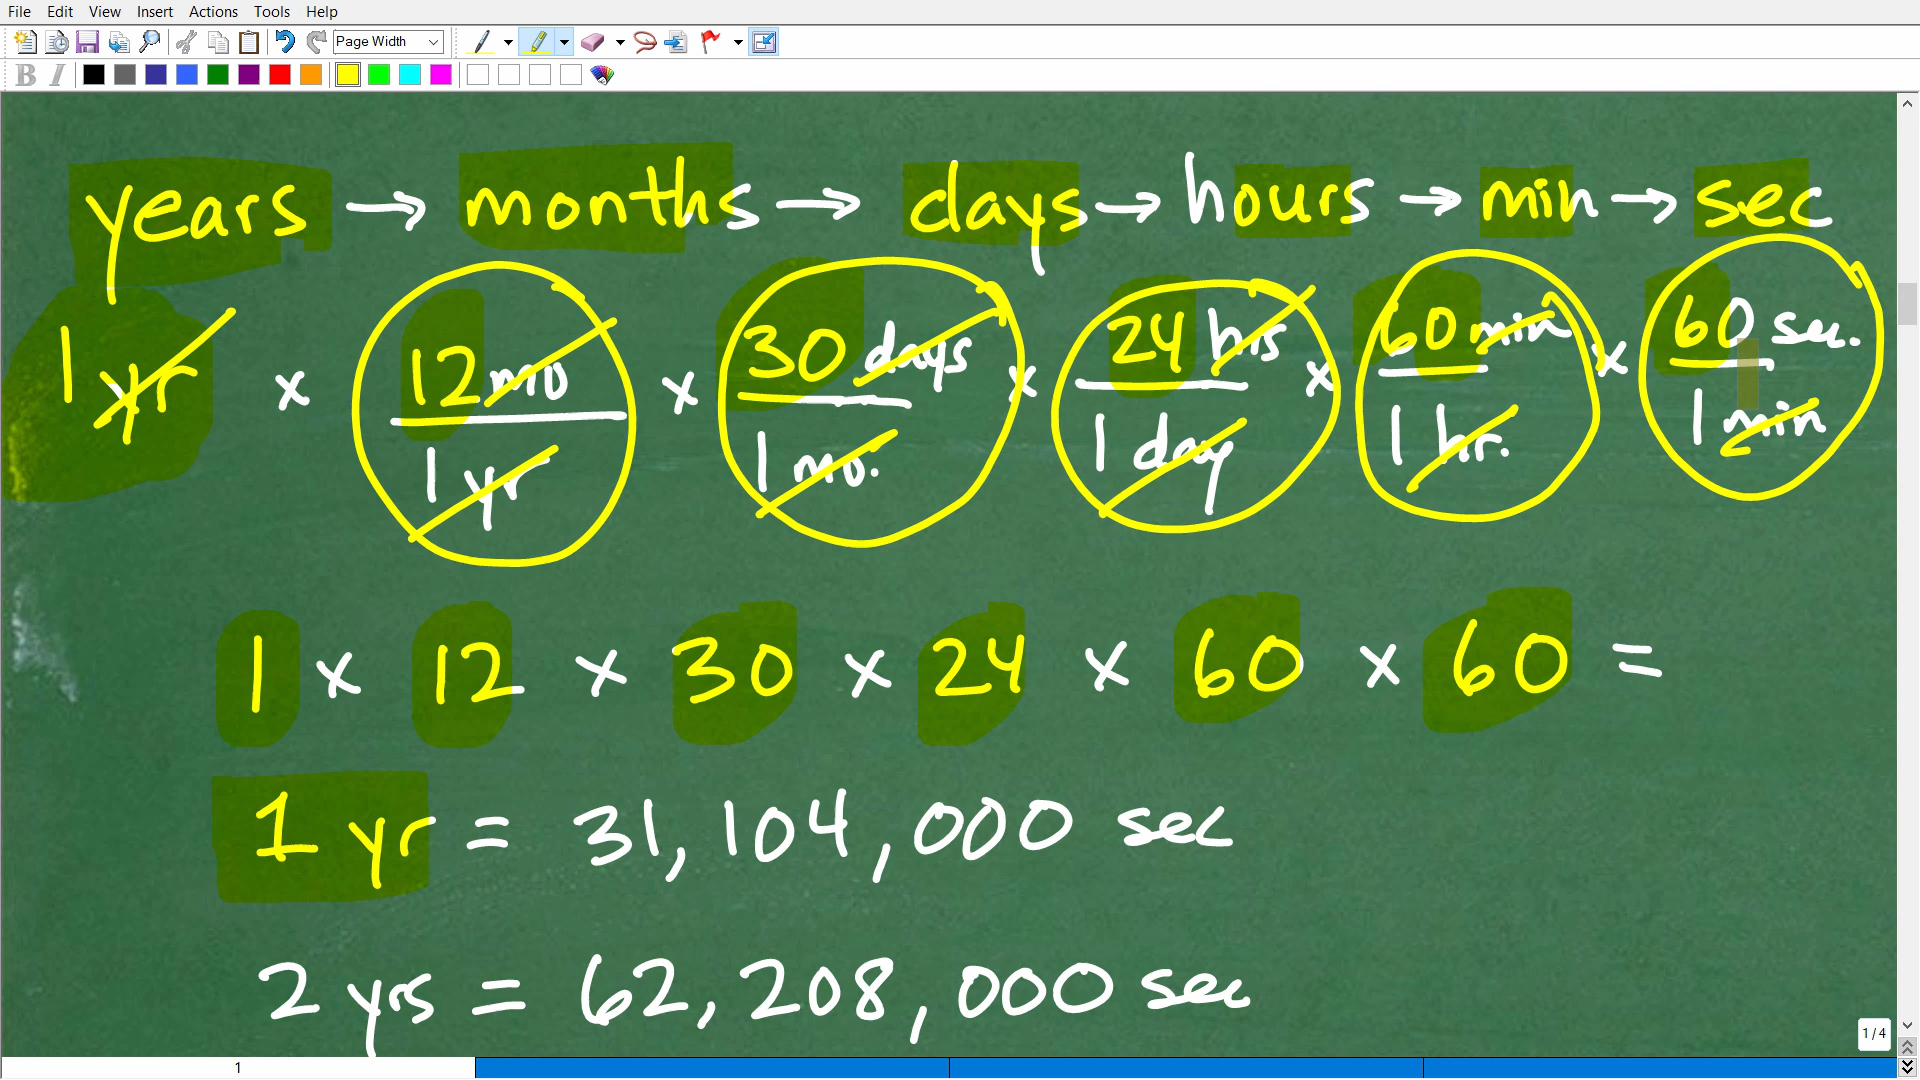 File Edit View Insert Actions Tools Help
Page Width
B I
years → months → days → hours → min → sec
1 yr × 12 mo / 1 yr × 30 days / 1 mo. × 24 hrs / 1 day × 60 min / 1 hr. × 60 sec. / 1 min
1 × 12 × 30 × 24 × 60 × 60 =
1 yr = 31,104,000 sec
2 yrs = 62,208,000 sec
1/4
1